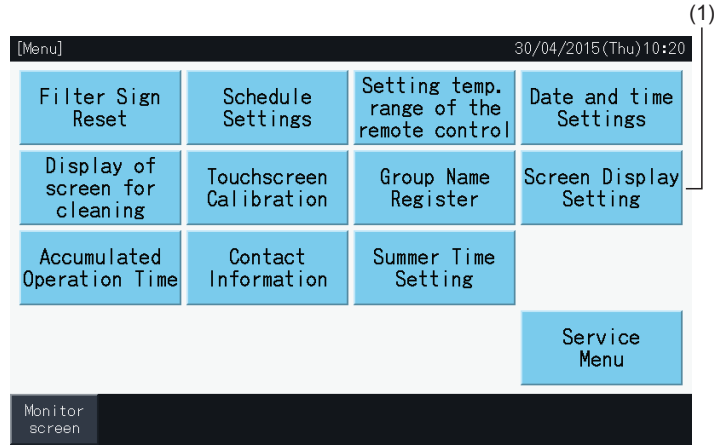 (1)
[Menu] 30/04/2015(Thu)10:20
Filter Sign
Reset
Schedule
Settings
Setting temp.
range of the
remote control
Date and time
Settings
Display of
screen for
cleaning
Touchscreen
Calibration
Group Name
Register
Screen Display
Setting
Accumulated
Operation Time
Contact
Information
Summer Time
Setting
Service
Menu
Monitor
screen